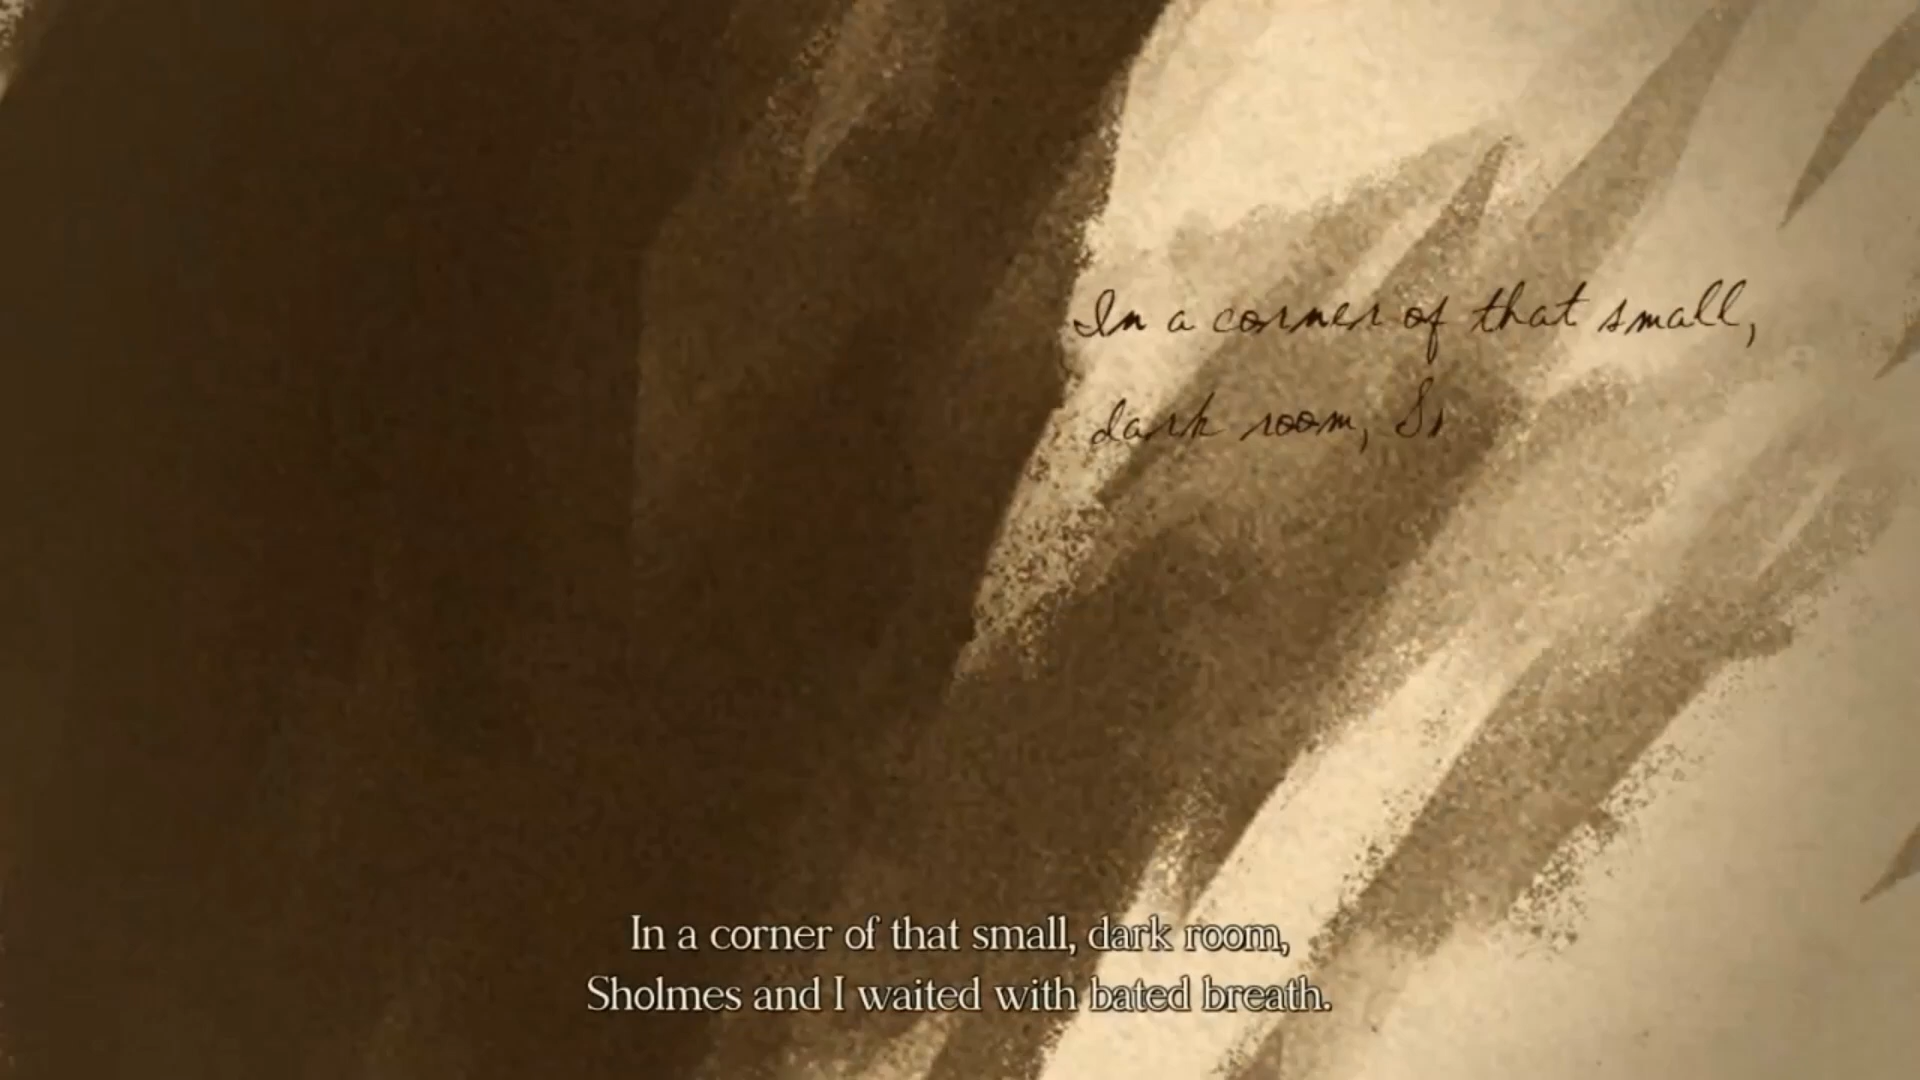 In a corner of that small,
dark room, S
In a corner of that small, dark room,
Sholmes and I waited with bated breath.